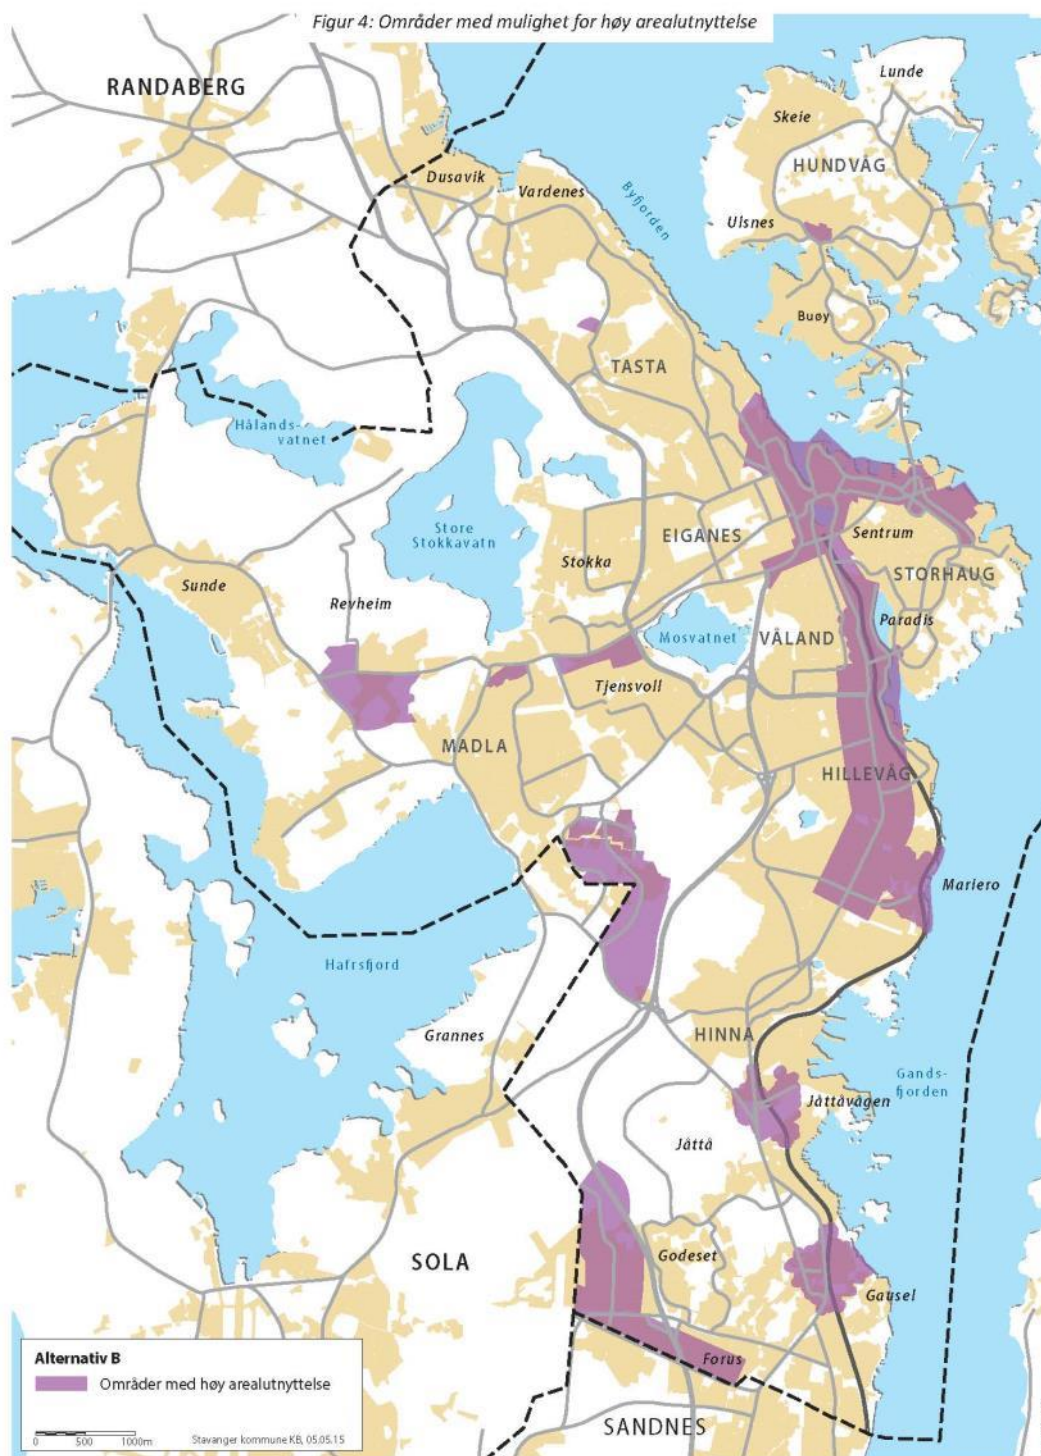 Figur 4: Områder med mulighet for høy arealutnyttelse
RANDABERG
Lunde
Skeie
HUNDVÅG
Dusavik
Vardenes
Byfjorden
Ulsnes
Buøy
TASTA
Hålands-
vatnet
Store
Stokkavatn
EIGANES
Sentrum
Stokka
STORHAUG
Sunde
Revheim
Paradis
Mosvatnet
VÅLAND
Tjensvoll
MADLA
HILLEVÅG
Mariero
Hafrsfjord
Grannes
HINNA
Gands-
fjorden
Jåttåvågen
Jåttå
SOLA
Godeset
Gausel
Forus
SANDNES
Alternativ B
Områder med høy arealutnyttelse
0 500 1000m
Stavanger kommune KB, 05.05.15